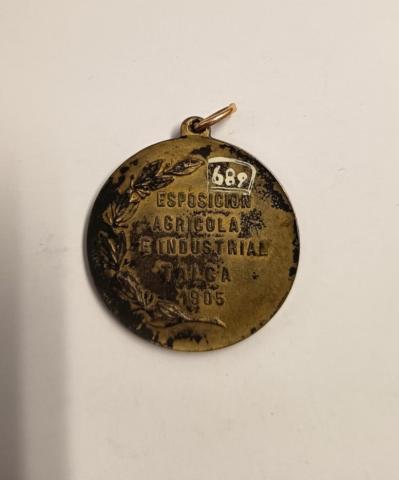 689
ESPOSICION
AGRICOLA
E INDUSTRIAL
TALCA
1905